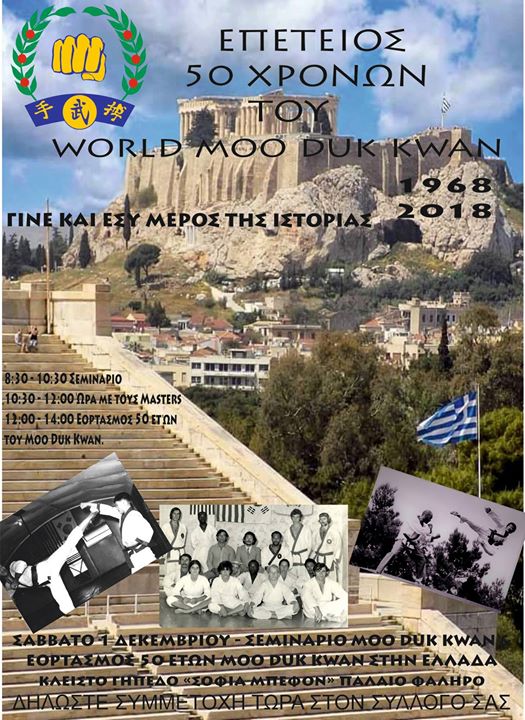 手 武 搏
ΕΠΕΤΕΙΟΣ
50 ΧΡΟΝΩΝ
ΤΟΥ
WORLD MOO DUK KWAN
1968
2018
ΓΙΝΕ ΚΑΙ ΕΣΥ ΜΕΡΟΣ ΤΗΣ ΙΣΤΟΡΙΑΣ
8:30 - 10:30 ΣΕΜΙΝΑΡΙΟ
10:30 - 12:00 ΩΡΑ ΜΕ ΤΟΥΣ MASTERS
12:00 - 14:00 ΕΟΡΤΑΣΜΟΣ 50 ΕΤΩΝ
ΤΟΥ MOO DUK KWAN.
ΣΑΒΒΑΤΟ 1 ΔΕΚΕΜΒΡΙΟΥ - ΣΕΜΙΝΑΡΙΟ MOO DUK KWAN
ΕΟΡΤΑΣΜΟΣ 50 ΕΤΩΝ MOO DUK KWAN ΣΤΗΝ ΕΛΛΑΔΑ
ΚΛΕΙΣΤΟ ΓΗΠΕΔΟ «ΣΟΦΙΑ ΜΠΕΦΟΝ» ΠΑΛΑΙΟ ΦΑΛΗΡΟ
ΔΗΛΩΣΤΕ ΣΥΜΜΕΤΟΧΗ ΤΩΡΑ ΣΤΟΝ ΣΥΛΛΟΓΟ ΣΑΣ